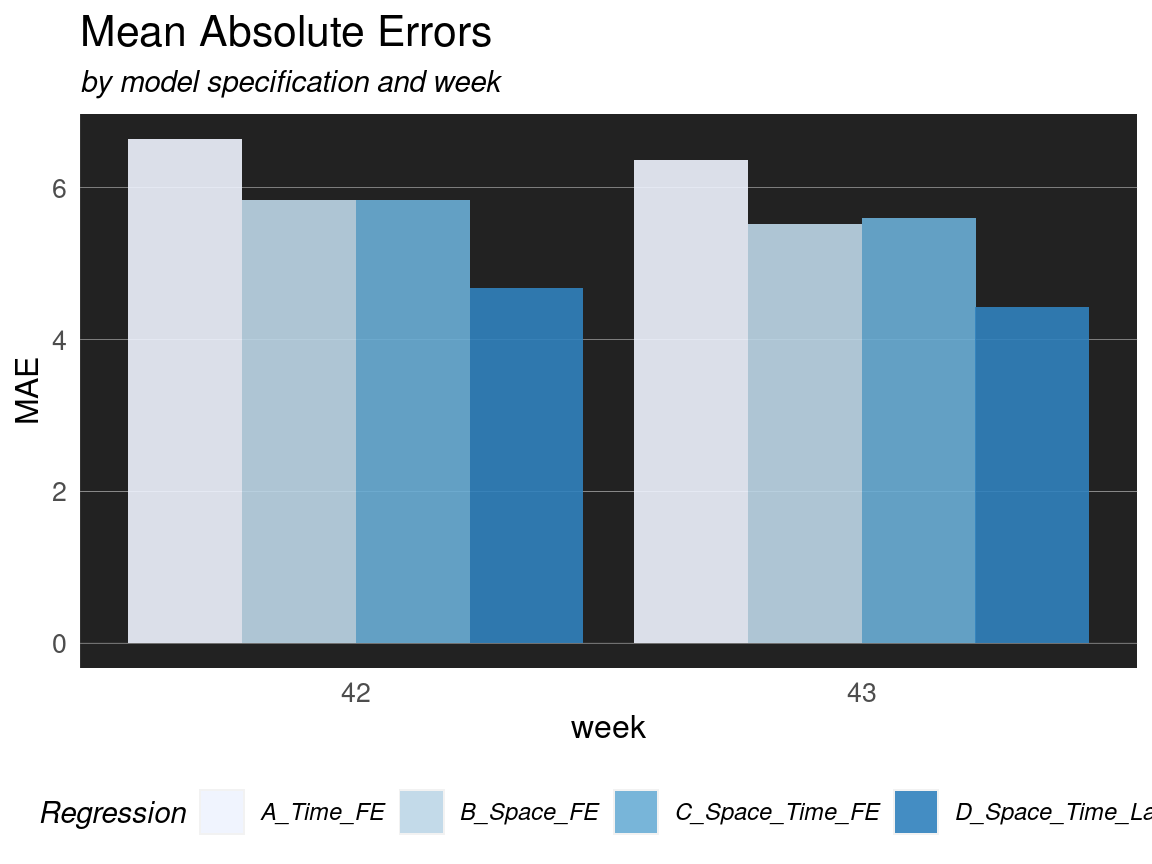 Mean Absolute Errors
by model specification and week
6
4
2
0
MAE
42 43
week
Regression A_Time_FE B_Space_FE C_Space_Time_FE D_Space_Time_La